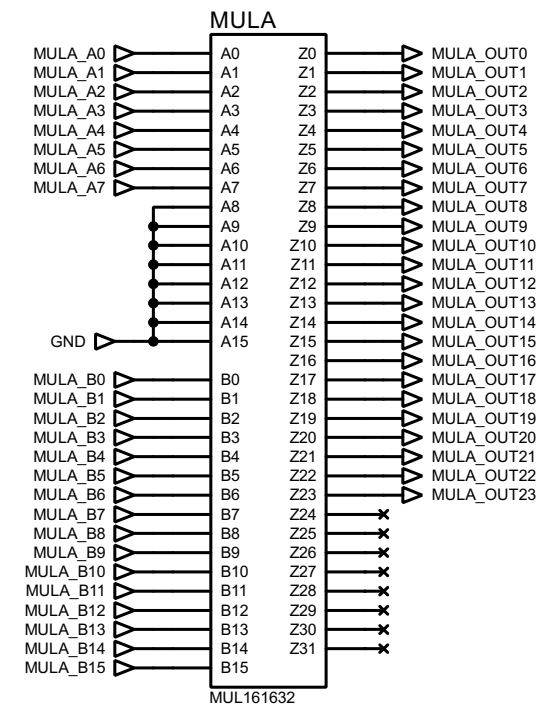 MULA
MULA_A0 A0 Z0 MULA_OUT0
MULA_A1 A1 Z1 MULA_OUT1
MULA_A2 A2 Z2 MULA_OUT2
MULA_A3 A3 Z3 MULA_OUT3
MULA_A4 A4 Z4 MULA_OUT4
MULA_A5 A5 Z5 MULA_OUT5
MULA_A6 A6 Z6 MULA_OUT6
MULA_A7 A7 Z7 MULA_OUT7
A8 Z8 MULA_OUT8
A9 Z9 MULA_OUT9
A10 Z10 MULA_OUT10
A11 Z11 MULA_OUT11
A12 Z12 MULA_OUT12
A13 Z13 MULA_OUT13
A14 Z14 MULA_OUT14
GND A15 Z15 MULA_OUT15
Z16 MULA_OUT16
MULA_B0 B0 Z17 MULA_OUT17
MULA_B1 B1 Z18 MULA_OUT18
MULA_B2 B2 Z19 MULA_OUT19
MULA_B3 B3 Z20 MULA_OUT20
MULA_B4 B4 Z21 MULA_OUT21
MULA_B5 B5 Z22 MULA_OUT22
MULA_B6 B6 Z23 MULA_OUT23
MULA_B7 B7 Z24
MULA_B8 B8 Z25
MULA_B9 B9 Z26
MULA_B10 B10 Z27
MULA_B11 B11 Z28
MULA_B12 B12 Z29
MULA_B13 B13 Z30
MULA_B14 B14 Z31
MULA_B15 B15
MUL161632